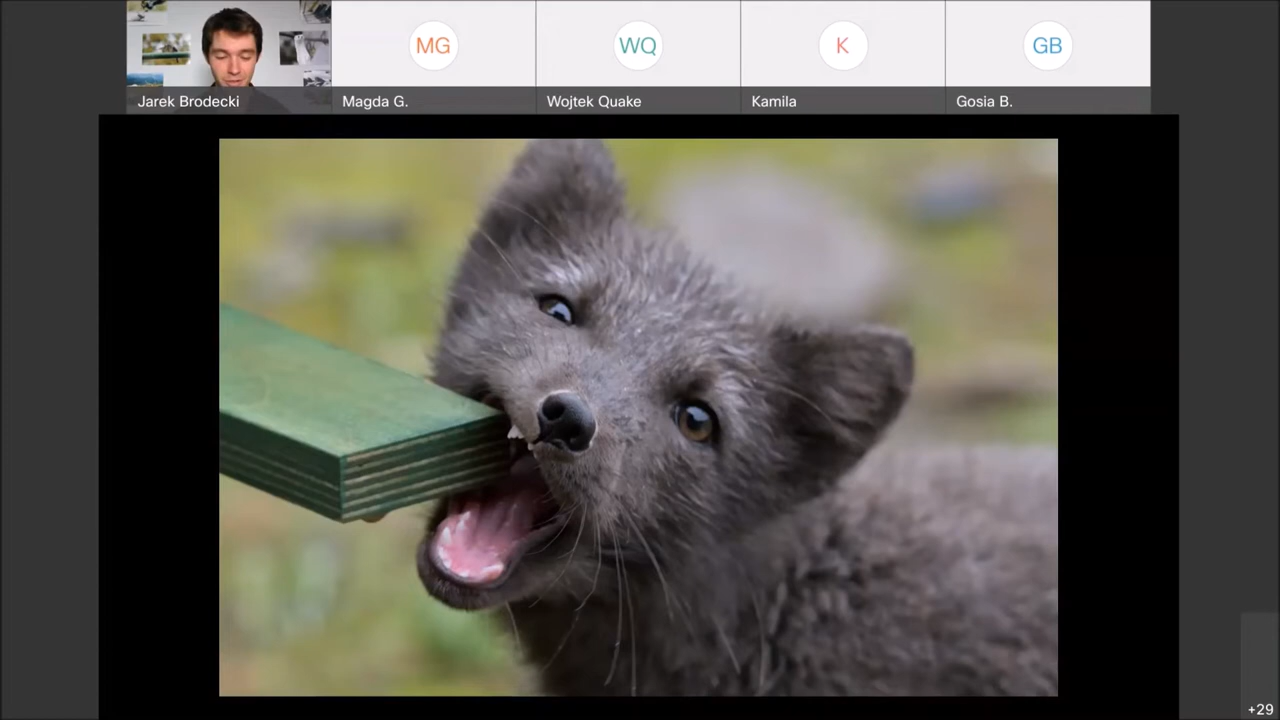 MG
WQ
K
GB
Jarek Brodecki
Magda G.
Wojtek Quake
Kamila
Gosia B.
+29